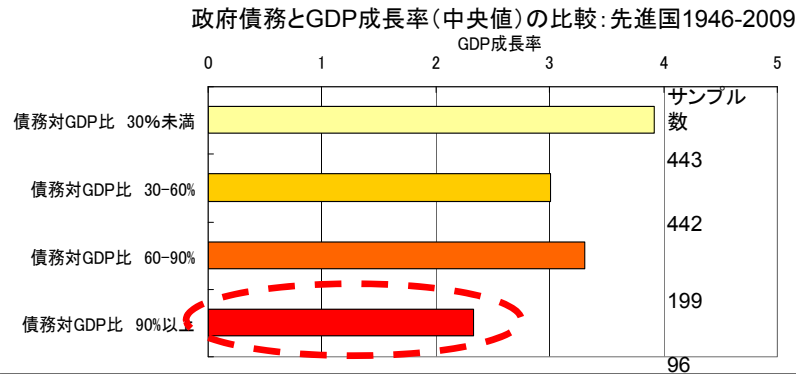 政府債務とGDP成長率(中央値)の比較:先進国1946-2009
GDP成長率
0 1 2 3 4 5
サンプル
数
債務対GDP比 30%未満
443
債務対GDP比 30-60%
442
債務対GDP比 60-90%
199
債務対GDP比 90%以上
96